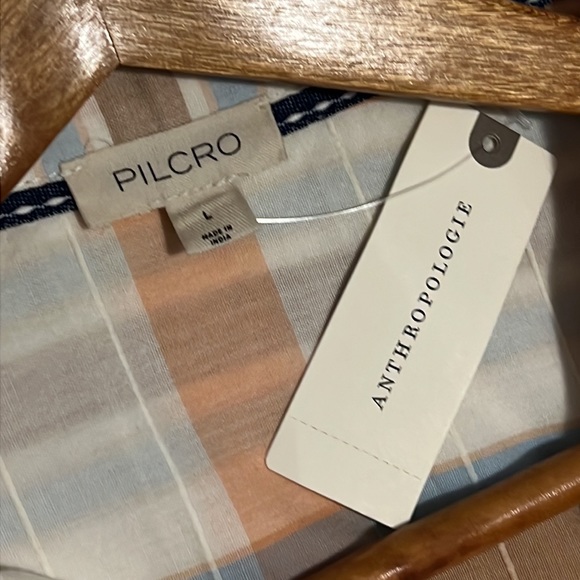 PILCRO
L
MADE IN
INDIA
ANTHROPOLOGIE